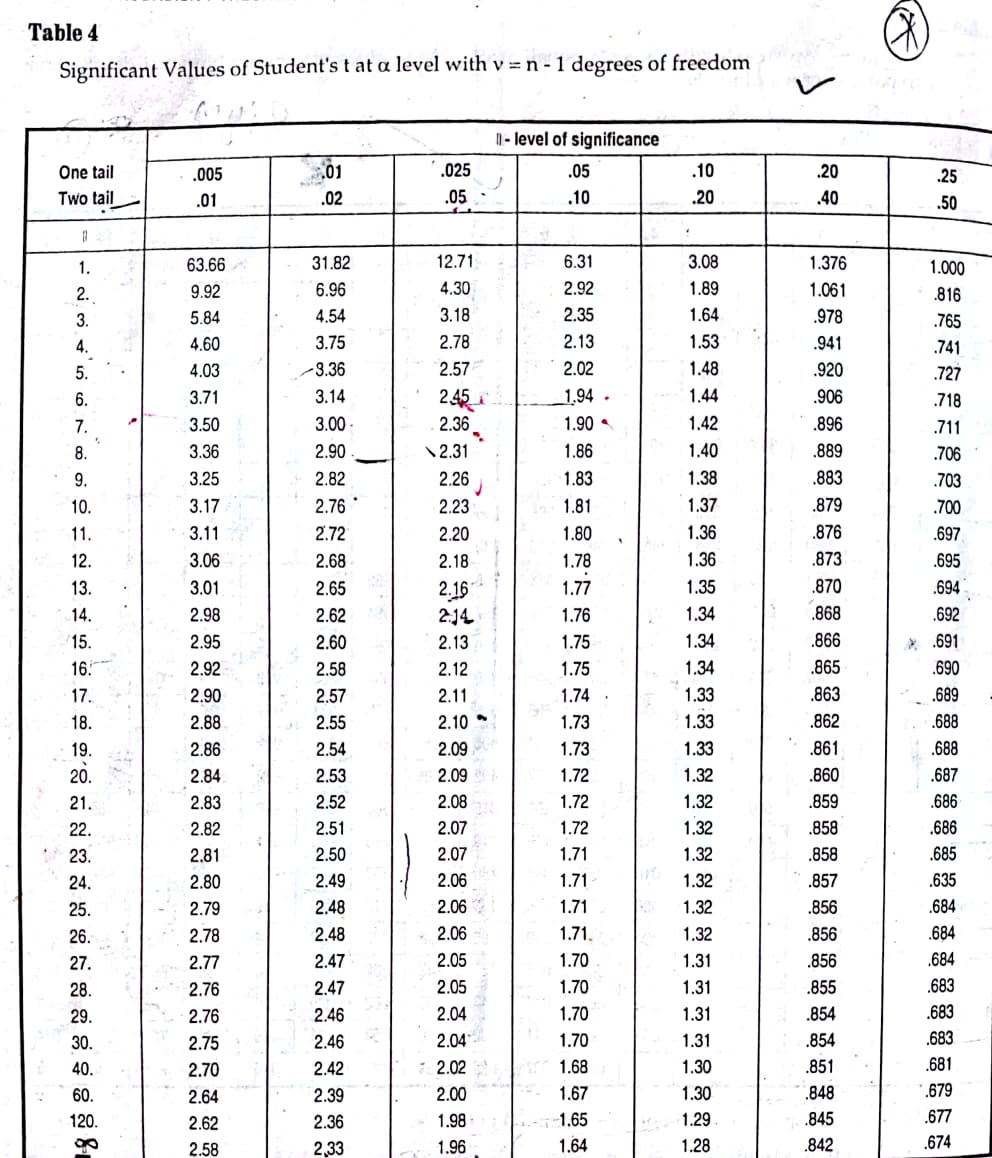 Table 4
Significant Values of Student's t at α level with ν = n - 1 degrees of freedom
- level of significance
One tail .005 .01 .025 .05 .10 .20 .25
Two tail .01 .02 .05 .10 .20 .40 .50
1. 63.66 31.82 12.71 6.31 3.08 1.376 1.000
2. 9.92 6.96 4.30 2.92 1.89 1.061 .816
3. 5.84 4.54 3.18 2.35 1.64 .978 .765
4. 4.60 3.75 2.78 2.13 1.53 .941 .741
5. 4.03 3.36 2.57 2.02 1.48 .920 .727
6. 3.71 3.14 2.45 1.94 1.44 .906 .718
7. 3.50 3.00 2.36 1.90 1.42 .896 .711
8. 3.36 2.90 2.31 1.86 1.40 .889 .706
9. 3.25 2.82 2.26 1.83 1.38 .883 .703
10. 3.17 2.76 2.23 1.81 1.37 .879 .700
11. 3.11 2.72 2.20 1.80 1.36 .876 .697
12. 3.06 2.68 2.18 1.78 1.36 .873 .695
13. 3.01 2.65 2.16 1.77 1.35 .870 .694
14. 2.98 2.62 2.14 1.76 1.34 .868 .692
15. 2.95 2.60 2.13 1.75 1.34 .866 .691
16. 2.92 2.58 2.12 1.75 1.34 .865 .690
17. 2.90 2.57 2.11 1.74 1.33 .863 .689
18. 2.88 2.55 2.10 1.73 1.33 .862 .688
19. 2.86 2.54 2.09 1.73 1.33 .861 .688
20. 2.84 2.53 2.09 1.72 1.32 .860 .687
21. 2.83 2.52 2.08 1.72 1.32 .859 .686
22. 2.82 2.51 2.07 1.72 1.32 .858 .686
23. 2.81 2.50 2.07 1.71 1.32 .858 .685
24. 2.80 2.49 2.06 1.71 1.32 .857 .635
25. 2.79 2.48 2.06 1.71 1.32 .856 .684
26. 2.78 2.48 2.06 1.71 1.32 .856 .684
27. 2.77 2.47 2.05 1.70 1.31 .856 .684
28. 2.76 2.47 2.05 1.70 1.31 .855 .683
29. 2.76 2.46 2.04 1.70 1.31 .854 .683
30. 2.75 2.46 2.04 1.70 1.31 .854 .683
40. 2.70 2.42 2.02 1.68 1.30 .851 .681
60. 2.64 2.39 2.00 1.67 1.30 .848 .679
120. 2.62 2.36 1.98 1.65 1.29 .845 .677
2.58 2.33 1.96 1.64 1.28 .842 .674